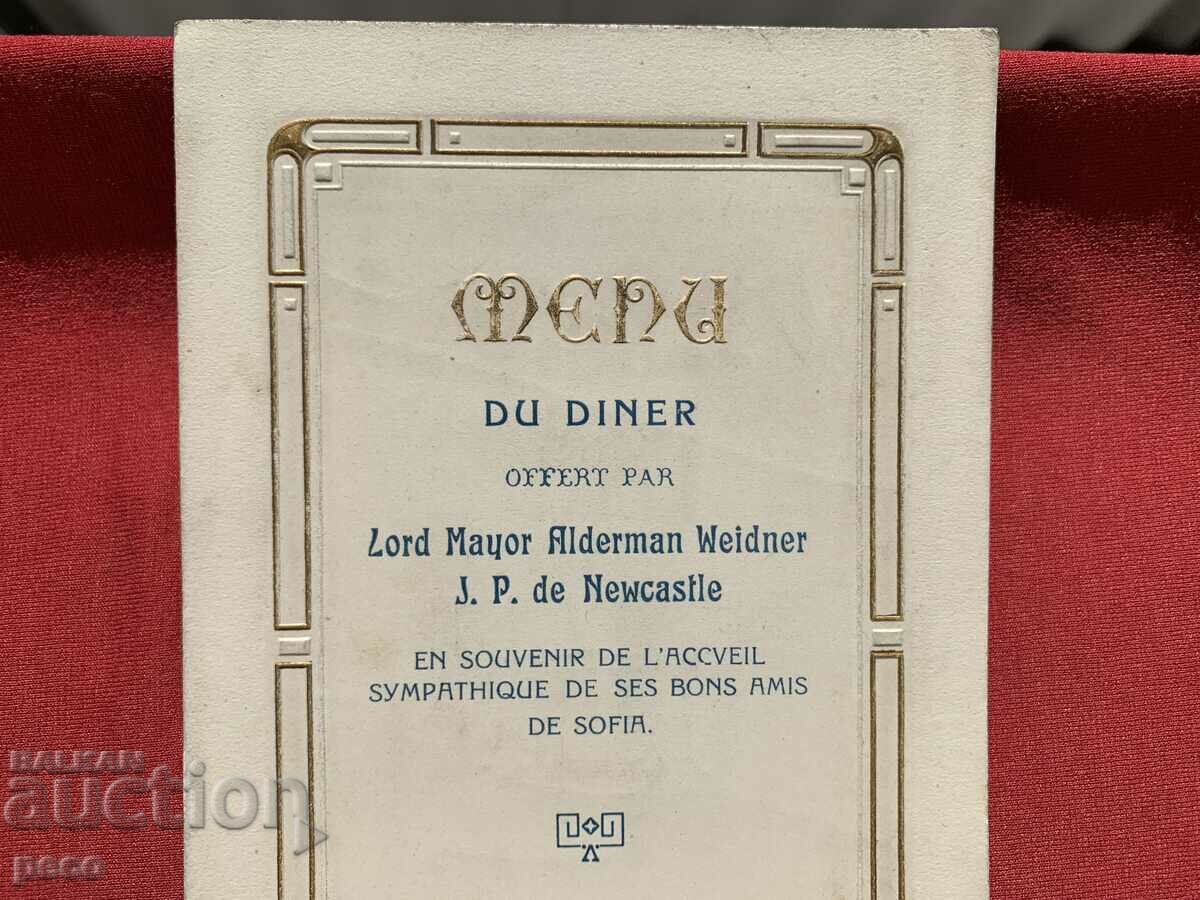 MENU
DU DINER
OFFERT PAR
Lord Mayor Alderman Weidner
J. P. de Newcastle
EN SOUVENIR DE L'ACCVEIL
SYMPATHIQUE DE SES BONS AMIS
DE SOFIA.
BALKAN
auction
peco